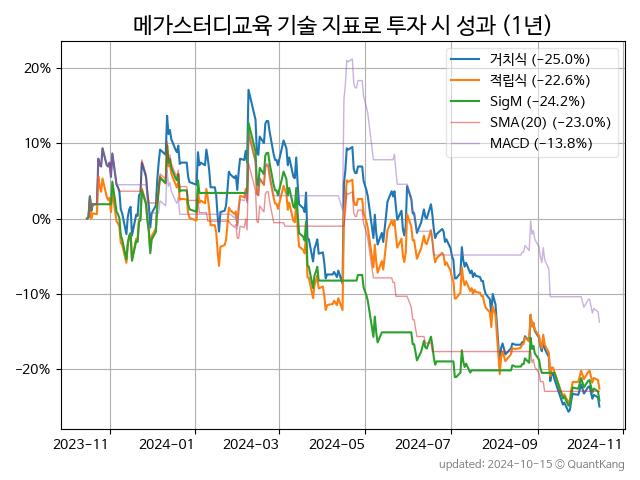 메가스터디교육 기술 지표로 투자 시 성과 (1년)
거치식 (−25.0%)
적립식 (−22.6%)
SigM (−24.2%)
SMA(20) (−23.0%)
MACD (−13.8%)
20%
10%
0%
−10%
−20%
2023−11 2024−01 2024−03 2024−05 2024−07 2024−09 2024−11
updated: 2024-10-15 © QuantKang